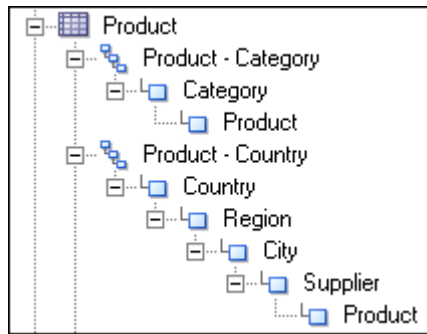 Product
Product - Category
Category
Product
Product - Country
Country
Region
City
Supplier
Product